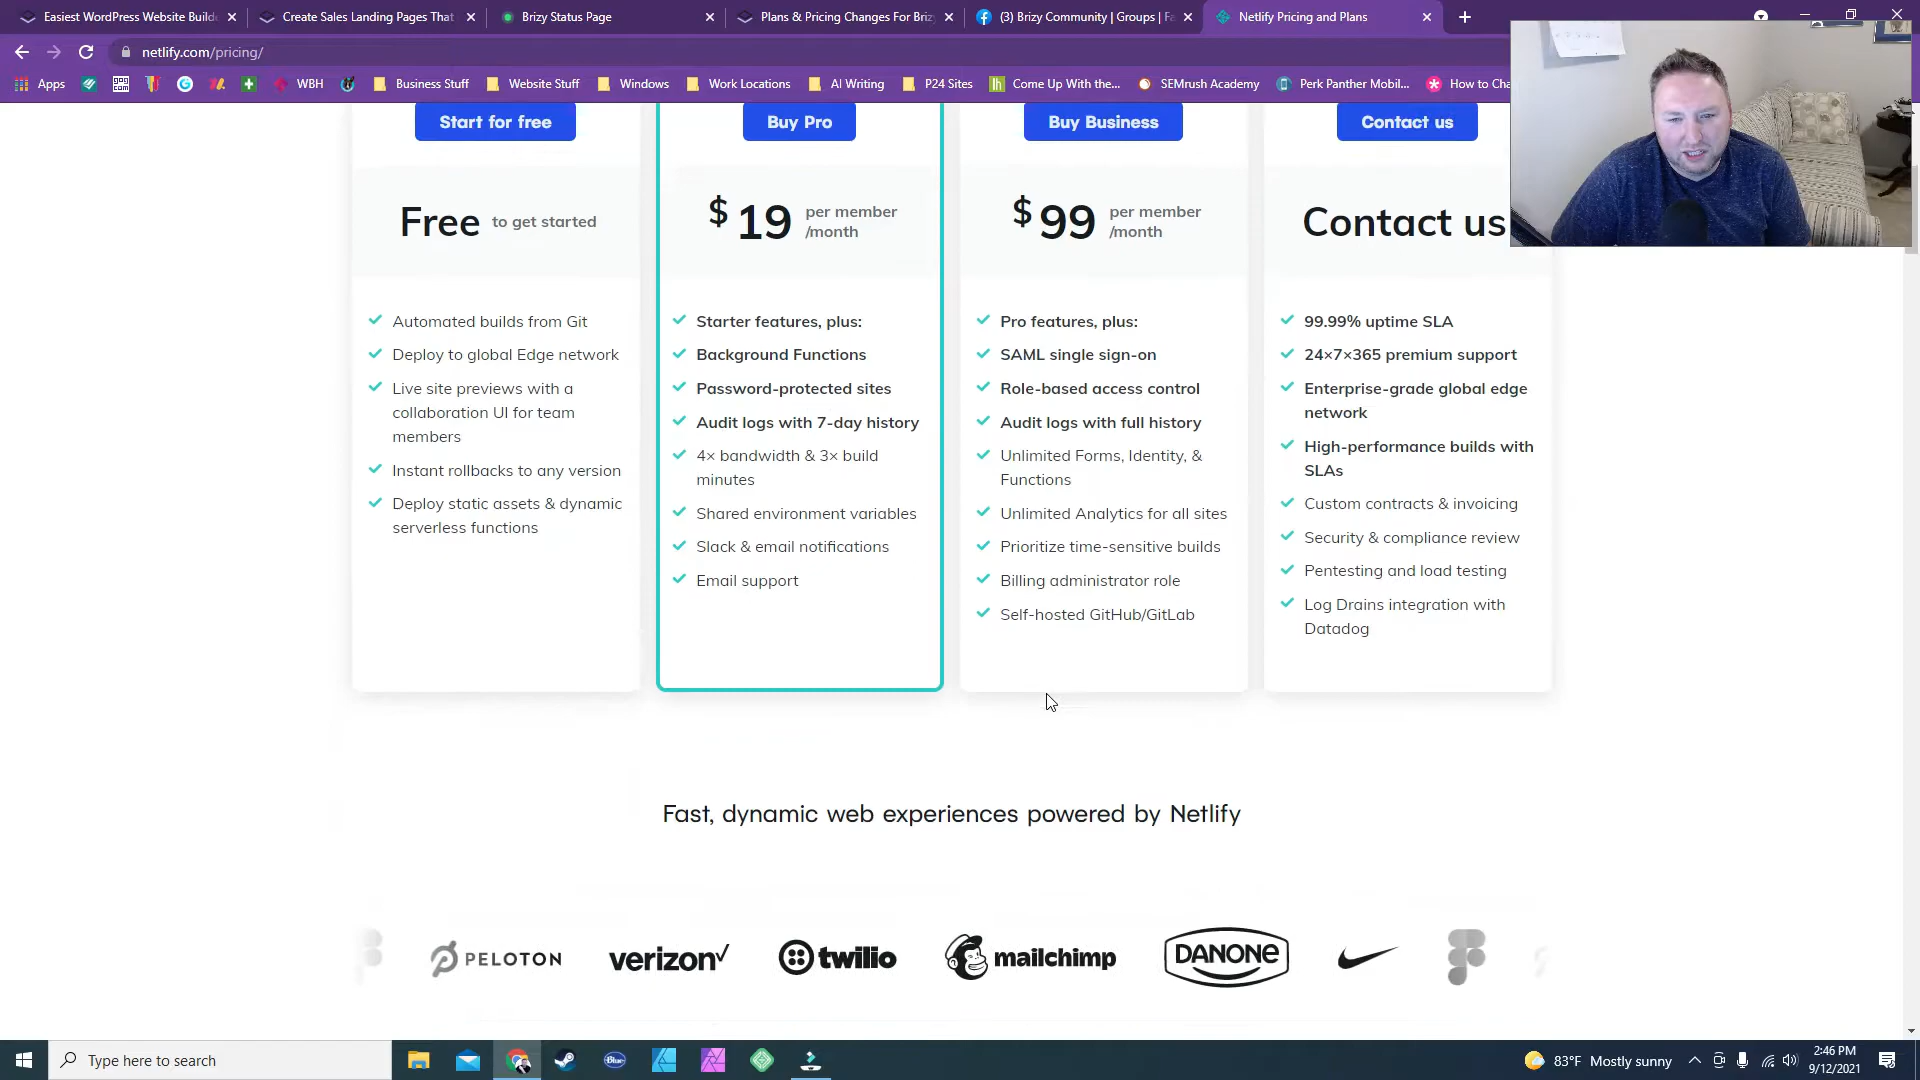 Easiest WordPress Website Build
Create Sales Landing Pages That
Brizy Status Page
Plans & Pricing Changes For Briz
(3) Brizy Community | Groups | Fa
Netlify Pricing and Plans
netlify.com/pricing/
Apps
WBH
Business Stuff
Website Stuff
Windows
Work Locations
AI Writing
P24 Sites
Come Up With the...
SEMrush Academy
Perk Panther Mobil...
How to Cha
Start for free
Buy Pro
Buy Business
Contact us
Free to get started
$19 per member
/month
$99 per member
/month
Contact us
Automated builds from Git
Deploy to global Edge network
Live site previews with a
collaboration UI for team
members
Instant rollbacks to any version
Deploy static assets & dynamic
serverless functions
Starter features, plus:
Background Functions
Password-protected sites
Audit logs with 7-day history
4× bandwidth & 3× build
minutes
Shared environment variables
Slack & email notifications
Email support
Pro features, plus:
SAML single sign-on
Role-based access control
Audit logs with full history
Unlimited Forms, Identity, &
Functions
Unlimited Analytics for all sites
Prioritize time-sensitive builds
Billing administrator role
Self-hosted GitHub/GitLab
99.99% uptime SLA
24×7×365 premium support
Enterprise-grade global edge
network
High-performance builds with
SLAs
Custom contracts & invoicing
Security & compliance review
Pentesting and load testing
Log Drains integration with
Datadog
Fast, dynamic web experiences powered by Netlify
PELOTON
verizon
twilio
mailchimp
DANONE
Type here to search
Blue
83°F Mostly sunny
2:46 PM
9/12/2021